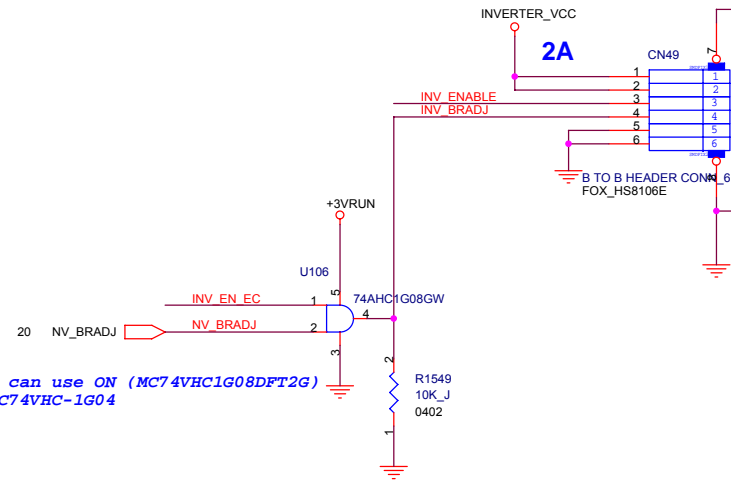 INVERTER_VCC
2A
CN49
7
1 1
2 2
INV_ENABLE 3 3
INV_BRADJ 4 4
5 5
6 6
B TO B HEADER CONN_6
FOX_HS8106E
+3VRUN
U106
5
74AHC1G08GW
INV_EN_EC 1
4
20 NV_BRADJ NV_BRADJ 2
3
can use ON (MC74VHC1G08DFT2G)
C74VHC-1G04
2
R1549
10K_J
0402
1